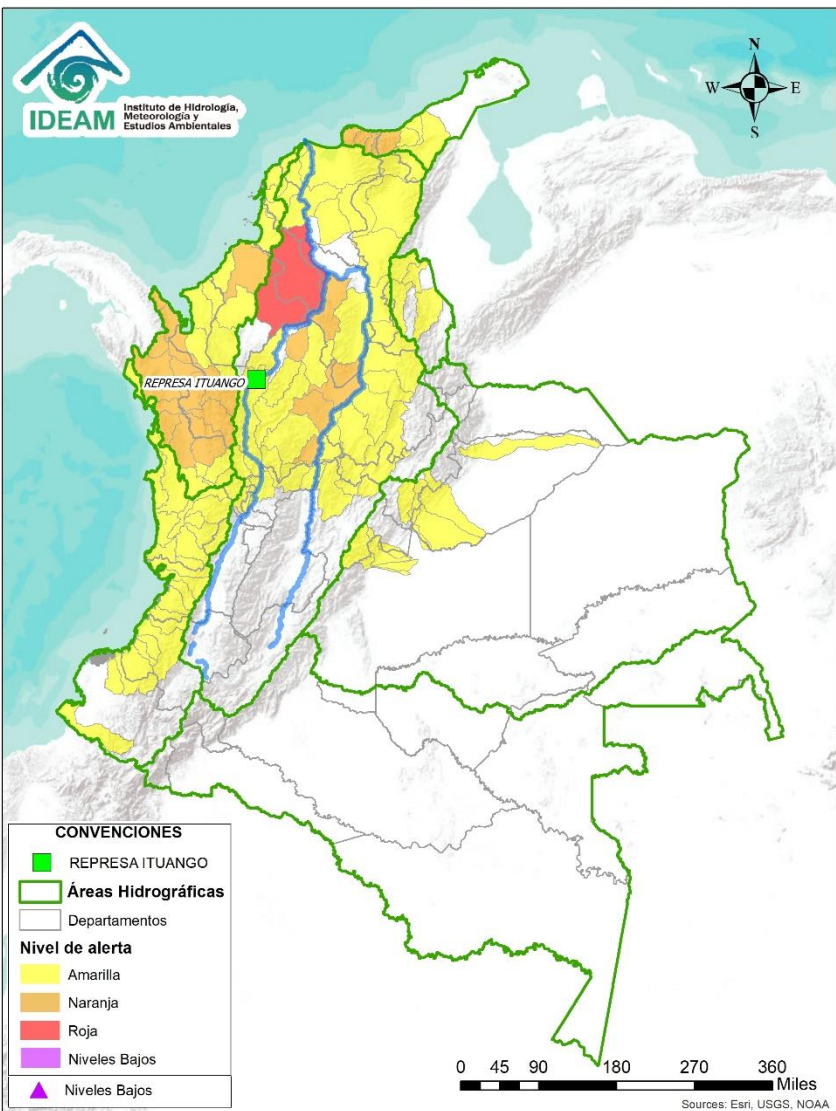 IDEAM
Instituto de Hidrología,
Meteorología y
Estudios Ambientales
N
W
E
S
REPRESA ITUANGO
CONVENCIONES
REPRESA ITUANGO
Áreas Hidrográficas
Departamentos
Nivel de alerta
Amarilla
Naranja
Roja
Niveles Bajos
Niveles Bajos
0 45 90 180 270 360
Miles
Sources: Esri, USGS, NOAA